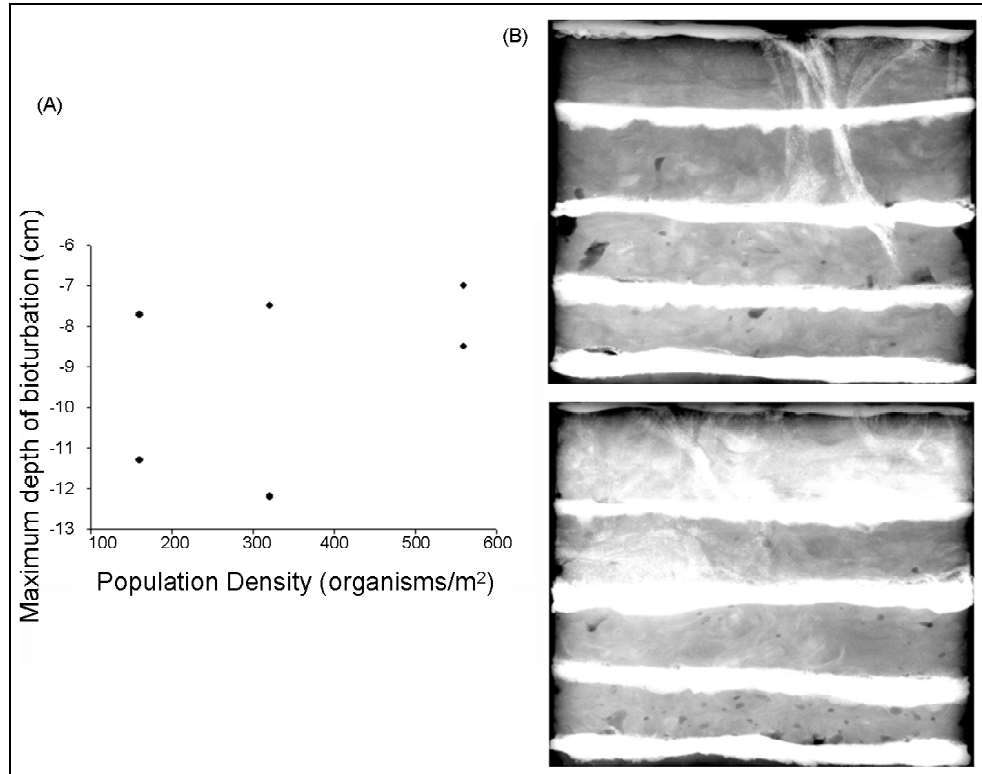 (A)
Maximum depth of bioturbation (cm)
-6
-7
-8
-9
-10
-11
-12
-13
100 200 300 400 500 600
Population Density (organisms/m²)
(B)